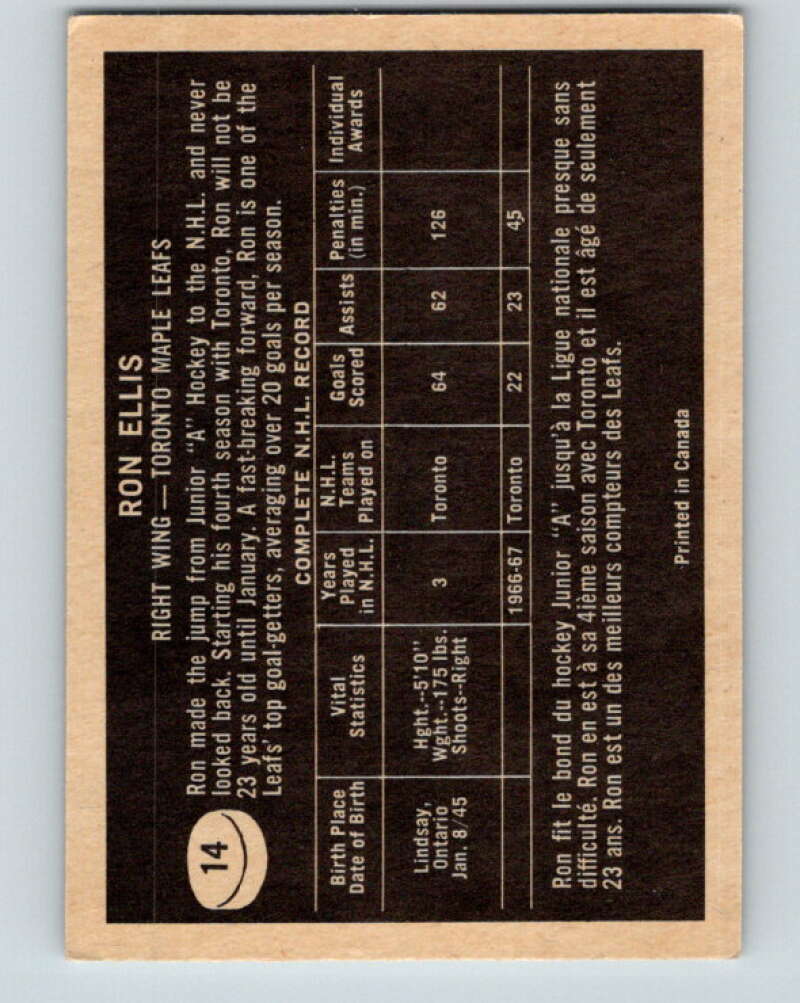 14
RON ELLIS
RIGHT WING — TORONTO MAPLE LEAFS
Ron made the jump from Junior "A" Hockey to the N.H.L. and never
looked back. Starting his fourth season with Toronto, Ron will not be
23 years old until January. A fast-breaking forward, Ron is one of the
Leafs' top goal-getters, averaging over 20 goals per season.
COMPLETE N.H.L. RECORD
Birth Place
Date of Birth
Vital
Statistics
Years
Played
in N.H.L.
N.H.L.
Teams
Played on
Goals
Scored
Assists
Penalties
(in min.)
Individual
Awards
Lindsay,
Ontario
Jan. 8/45
Hght.--5'10"
Wght.--175 lbs.
Shoots--Right
3
Toronto
64
62
126
1966-67
Toronto
22
23
45
Ron fit le bond du hockey Junior "A" jusqu'à la Ligue nationale presque sans
difficulté. Ron en est à sa 4ième saison avec Toronto et il est âgé de seulement
23 ans. Ron est un des meilleurs compteurs des Leafs.
Printed in Canada